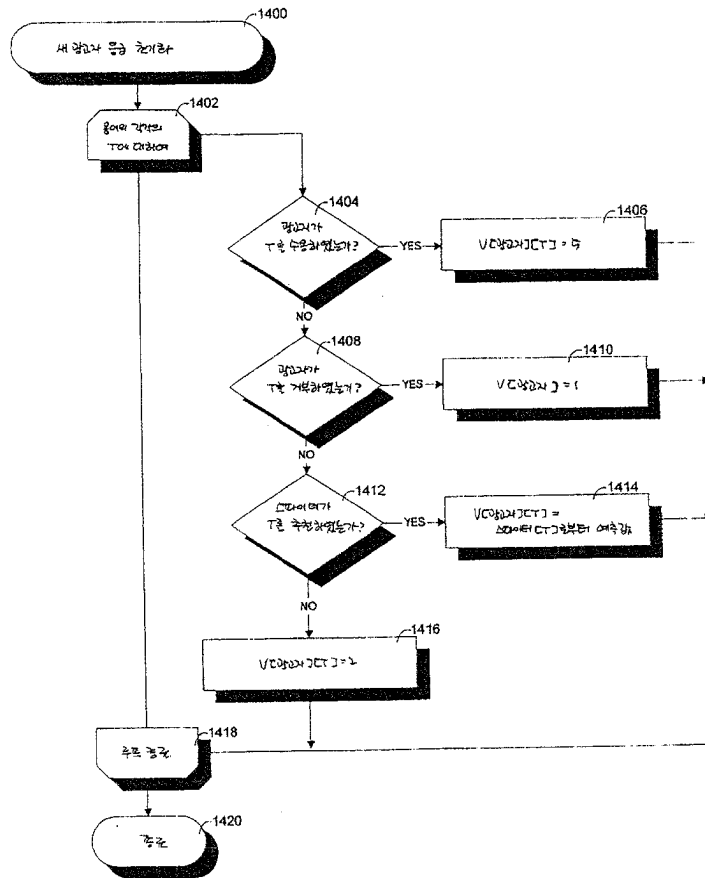 1400
새 광고자 등급 초기화
1402
용어의 각각의
T에 대하여
1404
광고자가
T를 수용하였는가?
YES
1406
V[광고자][T] = 5
NO
1408
광고자가
T를 거부하였는가?
YES
1410
V[광고자] = 1
NO
1412
스파이더가
T를 추천하였는가?
YES
1414
V[광고자][T] =
스파이더[T]로부터 예측값
NO
1416
V[광고자][T] = 2
1418
루프 종료
1420
종료